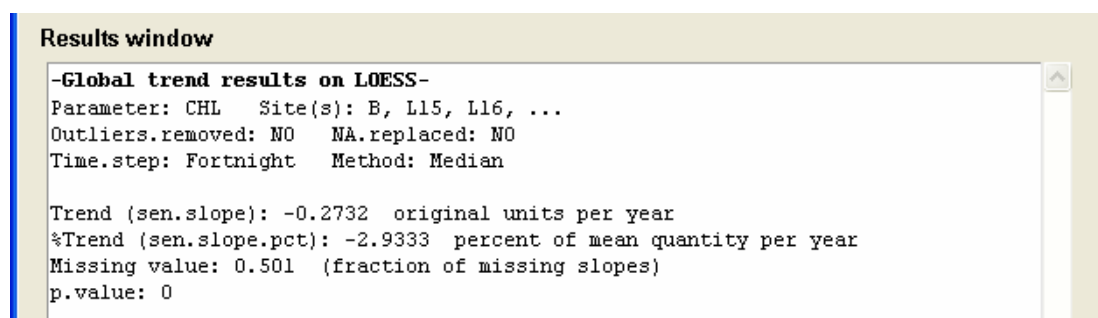 Results window
-Global trend results on LOESS-
Parameter: CHL   Site(s): B, L15, L16, ...
Outliers.removed: NO   NA.replaced: NO
Time.step: Fortnight   Method: Median
Trend (sen.slope): -0.2732  original units per year
%Trend (sen.slope.pct): -2.9333  percent of mean quantity per year
Missing value: 0.501  (fraction of missing slopes)
p.value: 0